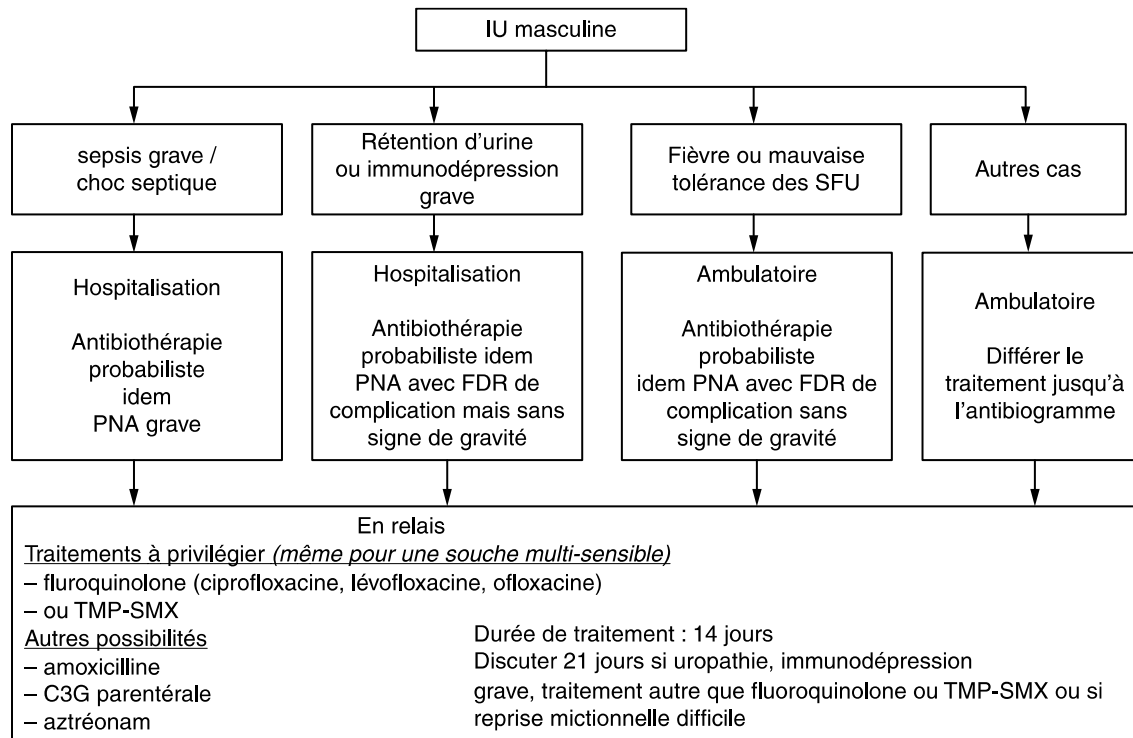 IU masculine
sepsis grave /
choc septique
Rétention d'urine
ou immunodépression
grave
Fièvre ou mauvaise
tolérance des SFU
Autres cas
Hospitalisation
Antibiothérapie
probabiliste
idem
PNA grave
Hospitalisation
Antibiothérapie
probabiliste idem
PNA avec FDR de
complication mais sans
signe de gravité
Ambulatoire
Antibiothérapie
probabiliste
idem PNA avec FDR de
complication sans
signe de gravité
Ambulatoire
Différer le
traitement jusqu'à
l'antibiogramme
En relais
Traitements à privilégier (même pour une souche multi-sensible)
– fluroquinolone (ciprofloxacine, lévofloxacine, ofloxacine)
– ou TMP-SMX
Autres possibilités
– amoxicilline
– C3G parentérale
– aztréonam
Durée de traitement : 14 jours
Discuter 21 jours si uropathie, immunodépression
grave, traitement autre que fluoroquinolone ou TMP-SMX ou si
reprise mictionnelle difficile